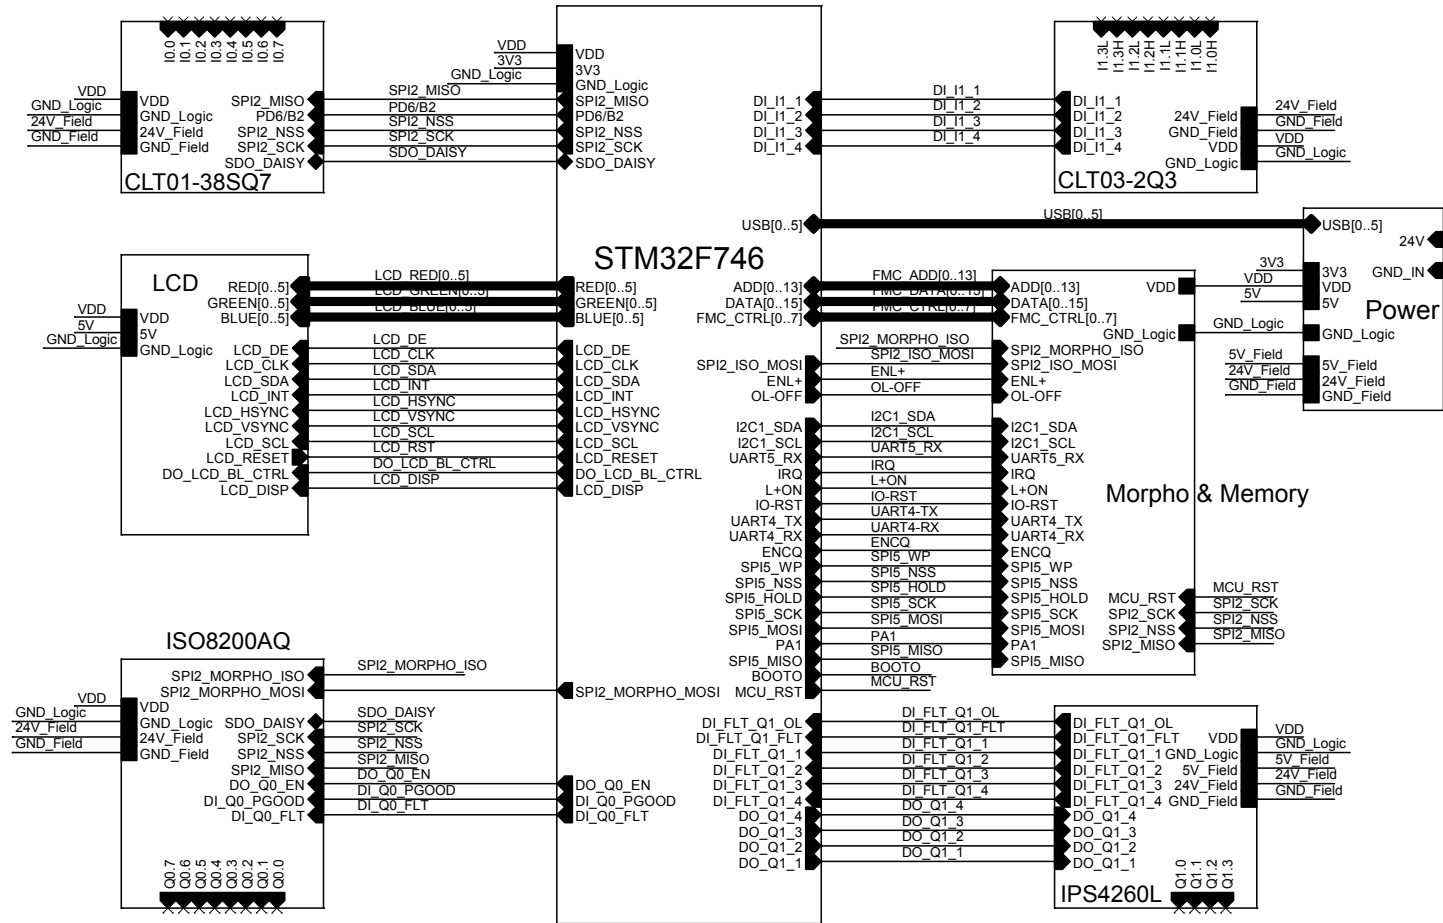 I0.0
I0.1
I0.2
I0.3
I0.4
I0.5
I0.6
I0.7
VDD
GND_Logic
24V_Field
GND_Field
VDD
GND_Logic
24V_Field
GND_Field
SPI2_MISO
PD6/B2
SPI2_NSS
SPI2_SCK
SDO_DAISY
CLT01-38SQ7
SPI2_MISO
PD6/B2
SPI2_NSS
SPI2_SCK
SDO_DAISY
VDD
3V3
GND_Logic
VDD
3V3
GND_Logic
SPI2_MISO
PD6/B2
SPI2_NSS
SPI2_SCK
SDO_DAISY
DI_I1_1
DI_I1_2
DI_I1_3
DI_I1_4
DI_I1_1
DI_I1_2
DI_I1_3
DI_I1_4
I1.3L
I1.3H
I1.2L
I1.2H
I1.1L
I1.1H
I1.0L
I1.0H
DI_I1_1
DI_I1_2
DI_I1_3
DI_I1_4
24V_Field
GND_Field
VDD
GND_Logic
24V_Field
GND_Field
VDD
GND_Logic
CLT03-2Q3
USB[0..5]
USB[0..5]
USB[0..5]
24V
GND_IN
STM32F746
LCD
VDD
5V
GND_Logic
VDD
5V
GND_Logic
RED[0..5]
GREEN[0..5]
BLUE[0..5]
LCD_DE
LCD_CLK
LCD_SDA
LCD_INT
LCD_HSYNC
LCD_VSYNC
LCD_SCL
LCD_RESET
DO_LCD_BL_CTRL
LCD_DISP
LCD_RED[0..5]
LCD_GREEN[0..5]
LCD_BLUE[0..5]
LCD_DE
LCD_CLK
LCD_SDA
LCD_INT
LCD_HSYNC
LCD_VSYNC
LCD_SCL
LCD_RST
DO_LCD_BL_CTRL
LCD_DISP
RED[0..5]
GREEN[0..5]
BLUE[0..5]
LCD_DE
LCD_CLK
LCD_SDA
LCD_INT
LCD_HSYNC
LCD_VSYNC
LCD_SCL
LCD_RESET
DO_LCD_BL_CTRL
LCD_DISP
ADD[0..13]
DATA[0..15]
FMC_CTRL[0..7]
SPI2_ISO_MOSI
ENL+
OL-OFF
I2C1_SDA
I2C1_SCL
UART5_RX
IRQ
L+ON
IO-RST
UART4_TX
UART4_RX
ENCQ
SPI5_WP
SPI5_NSS
SPI5_HOLD
SPI5_SCK
SPI5_MOSI
PA1
SPI5_MISO
BOOTO
MCU_RST
FMC_ADD[0..13]
FMC_DATA[0..15]
FMC_CTRL[0..7]
SPI2_MORPHO_ISO
SPI2_ISO_MOSI
ENL+
OL-OFF
I2C1_SDA
I2C1_SCL
UART5_RX
IRQ
L+ON
IO-RST
UART4-TX
UART4-RX
ENCQ
SPI5_WP
SPI5_NSS
SPI5_HOLD
SPI5_SCK
SPI5_MOSI
PA1
SPI5_MISO
BOOTO
MCU_RST
ADD[0..13]
DATA[0..15]
FMC_CTRL[0..7]
SPI2_MORPHO_ISO
SPI2_ISO_MOSI
ENL+
OL-OFF
I2C1_SDA
I2C1_SCL
UART5_RX
IRQ
L+ON
IO-RST
UART4_TX
UART4_RX
ENCQ
SPI5_WP
SPI5_NSS
SPI5_HOLD
SPI5_SCK
SPI5_MOSI
PA1
SPI5_MISO
VDD
GND_Logic
Morpho & Memory
MCU_RST
SPI2_SCK
SPI2_NSS
SPI2_MISO
MCU_RST
SPI2_SCK
SPI2_NSS
SPI2_MISO
3V3
VDD
5V
GND_Logic
5V_Field
24V_Field
GND_Field
3V3
VDD
5V
Power
GND_Logic
5V_Field
24V_Field
GND_Field
ISO8200AQ
VDD
GND_Logic
24V_Field
GND_Field
VDD
GND_Logic
24V_Field
GND_Field
SPI2_MORPHO_ISO
SPI2_MORPHO_MOSI
SDO_DAISY
SPI2_SCK
SPI2_NSS
SPI2_MISO
DO_Q0_EN
DI_Q0_PGOOD
DI_Q0_FLT
SPI2_MORPHO_ISO
SDO_DAISY
SPI2_SCK
SPI2_NSS
SPI2_MISO
DO_Q0_EN
DI_Q0_PGOOD
DI_Q0_FLT
SPI2_MORPHO_MOSI
DO_Q0_EN
DI_Q0_PGOOD
DI_Q0_FLT
Q0.7
Q0.6
Q0.5
Q0.4
Q0.3
Q0.2
Q0.1
Q0.0
DI_FLT_Q1_OL
DI_FLT_Q1_FLT
DI_FLT_Q1_1
DI_FLT_Q1_2
DI_FLT_Q1_3
DI_FLT_Q1_4
DO_Q1_4
DO_Q1_3
DO_Q1_2
DO_Q1_1
DI_FLT_Q1_OL
DI_FLT_Q1_FLT
DI_FLT_Q1_1
DI_FLT_Q1_2
DI_FLT_Q1_3
DI_FLT_Q1_4
DO_Q1_4
DO_Q1_3
DO_Q1_2
DO_Q1_1
DI_FLT_Q1_OL
DI_FLT_Q1_FLT
DI_FLT_Q1_1
DI_FLT_Q1_2
DI_FLT_Q1_3
DI_FLT_Q1_4
DO_Q1_4
DO_Q1_3
DO_Q1_2
DO_Q1_1
VDD
GND_Logic
5V_Field
24V_Field
GND_Field
VDD
GND_Logic
5V_Field
24V_Field
GND_Field
Q1.0
Q1.1
Q1.2
Q1.3
IPS4260L